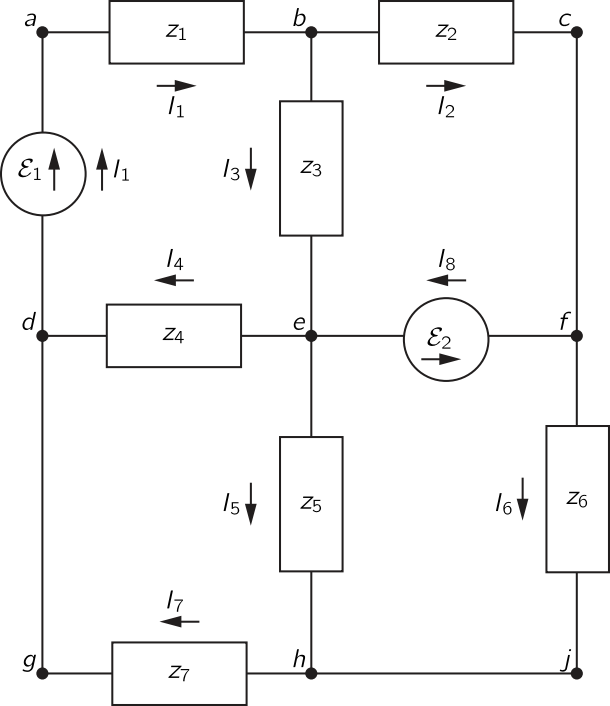 a z₁ b z₂ c
I₁ I₂
ℰ₁ I₁ I₃ z₃
I₄ I₈
d z₄ e ℰ₂ f
I₅ z₅ I₆ z₆
I₇
g z₇ h j